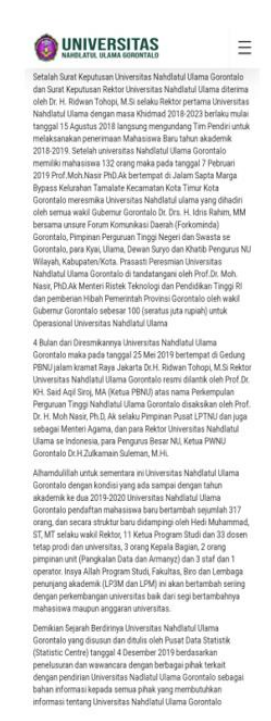 UNIVERSITAS
NAHDLATUL ULAMA GORONTALO
Setalah Surat Keputusan Universitas Nahdlatul Ulama Gorontalo
dan Surat Keputusan Rektor Universitas Nahdlatul Ulama diterima
oleh Dr. H. Ridwan Tohopi, M.Si selaku Rektor pertama Universitas
Nahdlatul Ulama dengan masa Khidmad 2018-2023 berlaku mulai
tanggal 15 Agustus 2018 langsung mengundang Tim Pendiri untuk
melaksanakan penerimaan Mahasiswa Baru tahun akademik
2018-2019. Setelah universitas Nahdlatul Ulama Gorontalo
memiliki mahasiswa 132 orang maka pada tanggal 7 Pebruari
2019 Prof.Moh.Nasir PhD.Ak bertempat di Jalam Sapta Marga
Bypass Kelurahan Tamalate Kecamatan Kota Timur Kota
Gorontalo meresmika Universitas Nahdlatul ulama yang dihadiri
oleh semua wakil Gubernur Gorontalo Dr. Drs. H. Idris Rahim, MM
bersama unsure Forum Komunikasi Daerah (Forkominda)
Gorontalo, Pimpinan Perguruan Tinggi Negeri dan Swasta se
Gorontalo, para Kyai, Ulama, Dewan Suryo dan Khatib Pengurus NU
Wilayah, Kabupaten/Kota. Prasasti Peresmian Universitas
Nahdlatul Ulama Gorontalo di tandatangani oleh Prof.Dr. Moh.
Nasir, PhD,Ak Menteri Ristek Teknologi dan Pendidikan Tinggi RI
dan pemberian Hibah Pemerintah Provinsi Gorontalo oleh wakil
Gubernur Gorontalo sebesar 100 (seratus juta rupiah) untuk
Operasional Universitas Nahdlatul Ulama
4 Bulan dari Diresmikannya Universitas Nahdlatul Ulama
Gorontalo maka pada tanggal 25 Mei 2019 bertempat di Gedung
PBNU jalam kramat Raya Jakarta Dr.H. Ridwan Tohopi, M.Si Rektor
Universitas Nahdlatul Ulama Gorontalo resmi dilantik oleh Prof.Dr.
KH. Said Aqil Siroj, MA (Ketua PBNU) atas nama Perkempulan
Perguruan Tinggi Nahdlatul Ulama Gorontalo disaksikan oleh Prof.
Dr. H. Moh Nasir, Ph.D, Ak selaku Pimpinan Pusat LPTNU dan juga
sebagai Menteri Agama, dan para Rektor Universitas Nahdlatul
Ulama se Indonesia, para Pengurus Besar NU, Ketua PWNU
Gorontalo Dr.H.Zulkamain Suleman, M.Hi.
Alhamdulillah untuk sementara ini Universitas Nahdlatul Ulama
Gorontalo dengan kondisi yang ada sampai dengan tahun
akademik ke dua 2019-2020 Universitas Nahdlatul Ulama
Gorontalo pendaftan mahasiswa baru bertambah sejumlah 317
orang, dan secara struktur baru didampingi oleh Hedi Muhammad,
ST, MT selaku wakil Rektor, 11 Ketua Program Studi dan 33 dosen
tetap prodi dan universitas, 3 orang Kepala Bagian, 2 orang
pimpinan unit (Pangkalan Data dan Armanyz) dan 3 staf dan 1
operator. Insya Allah Program Studi, Fakultas, Biro dan Lembaga
penunjang akademik (LP3M dan LPM) ini akan bertambah sering
dengan perkembangan universitas baik dari segi bertambahnya
mahasiswa maupun anggaran universitas.
Demikian Sejarah Berdirinya Universitas Nahdlatul Ulama
Gorontalo yang disusun dan ditulis oleh Pusat Data Statistik
(Statistic Centre) tanggal 4 Desember 2019 berdasarkan
penelusuran dan wawancara dengan berbagai pihak terkait
dengan pendirian Universitas Nadlatul Ulama Gorontalo sebagai
bahan informasi kepada semua pihak yang membutuhkan
informasi tentang Universitas Nahdlatul Ulama Gorontalo